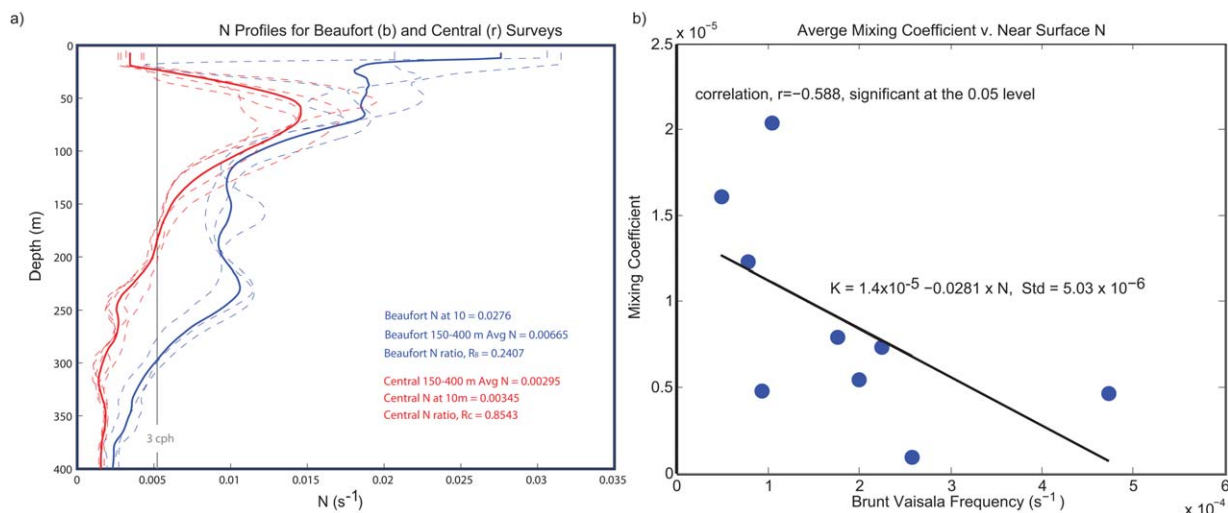 a)
N Profiles for Beaufort (b) and Central (r) Surveys
0
50
100
150
200
250
300
350
400
Depth (m)
Beaufort N at 10 = 0.0276
Beaufort 150-400 m Avg N = 0.00665
Beaufort N ratio, RB = 0.2407
Central 150-400 m Avg N = 0.00295
Central N at 10m = 0.00345
Central N ratio, RC = 0.8543
3 cph
0 0.005 0.01 0.015 0.02 0.025 0.03 0.035
N (s-1)
b)
Averge Mixing Coefficient v. Near Surface N
x 10-5
2.5
2
1.5
1
0.5
0
Mixing Coefficient
correlation, r=−0.588, significant at the 0.05 level
K = 1.4x10-5 −0.0281 x N, Std = 5.03 x 10-6
0 1 2 3 4 5 6
Brunt Vaisala Frequency (s-1)
x 10-4